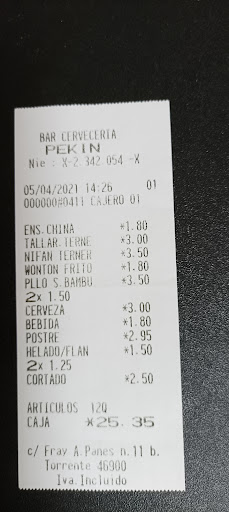 BAR CERVECERIA
PEKIN
Nie : X-2 342 054 -X
05/04/2021 14:26 01
000000#0411 CAJERO 01
ENS.CHINA *1.80
TALLAR.TERNE *3.00
NIFAN TERNER *3.50
WONTON FRITO *1.80
PLLO S.BAMBU *3.50
2x 1.50
CERVEZA *3.00
BEBIDA *1.80
POSTRE *2.95
HELADO/FLAN *1.50
2x 1.25
CORTADO *2.50
ARTICULOS 12Q
CAJA *25.35
c/ Fray A.Panes n.11 b.
Torrente 46900
Iva.Incluido